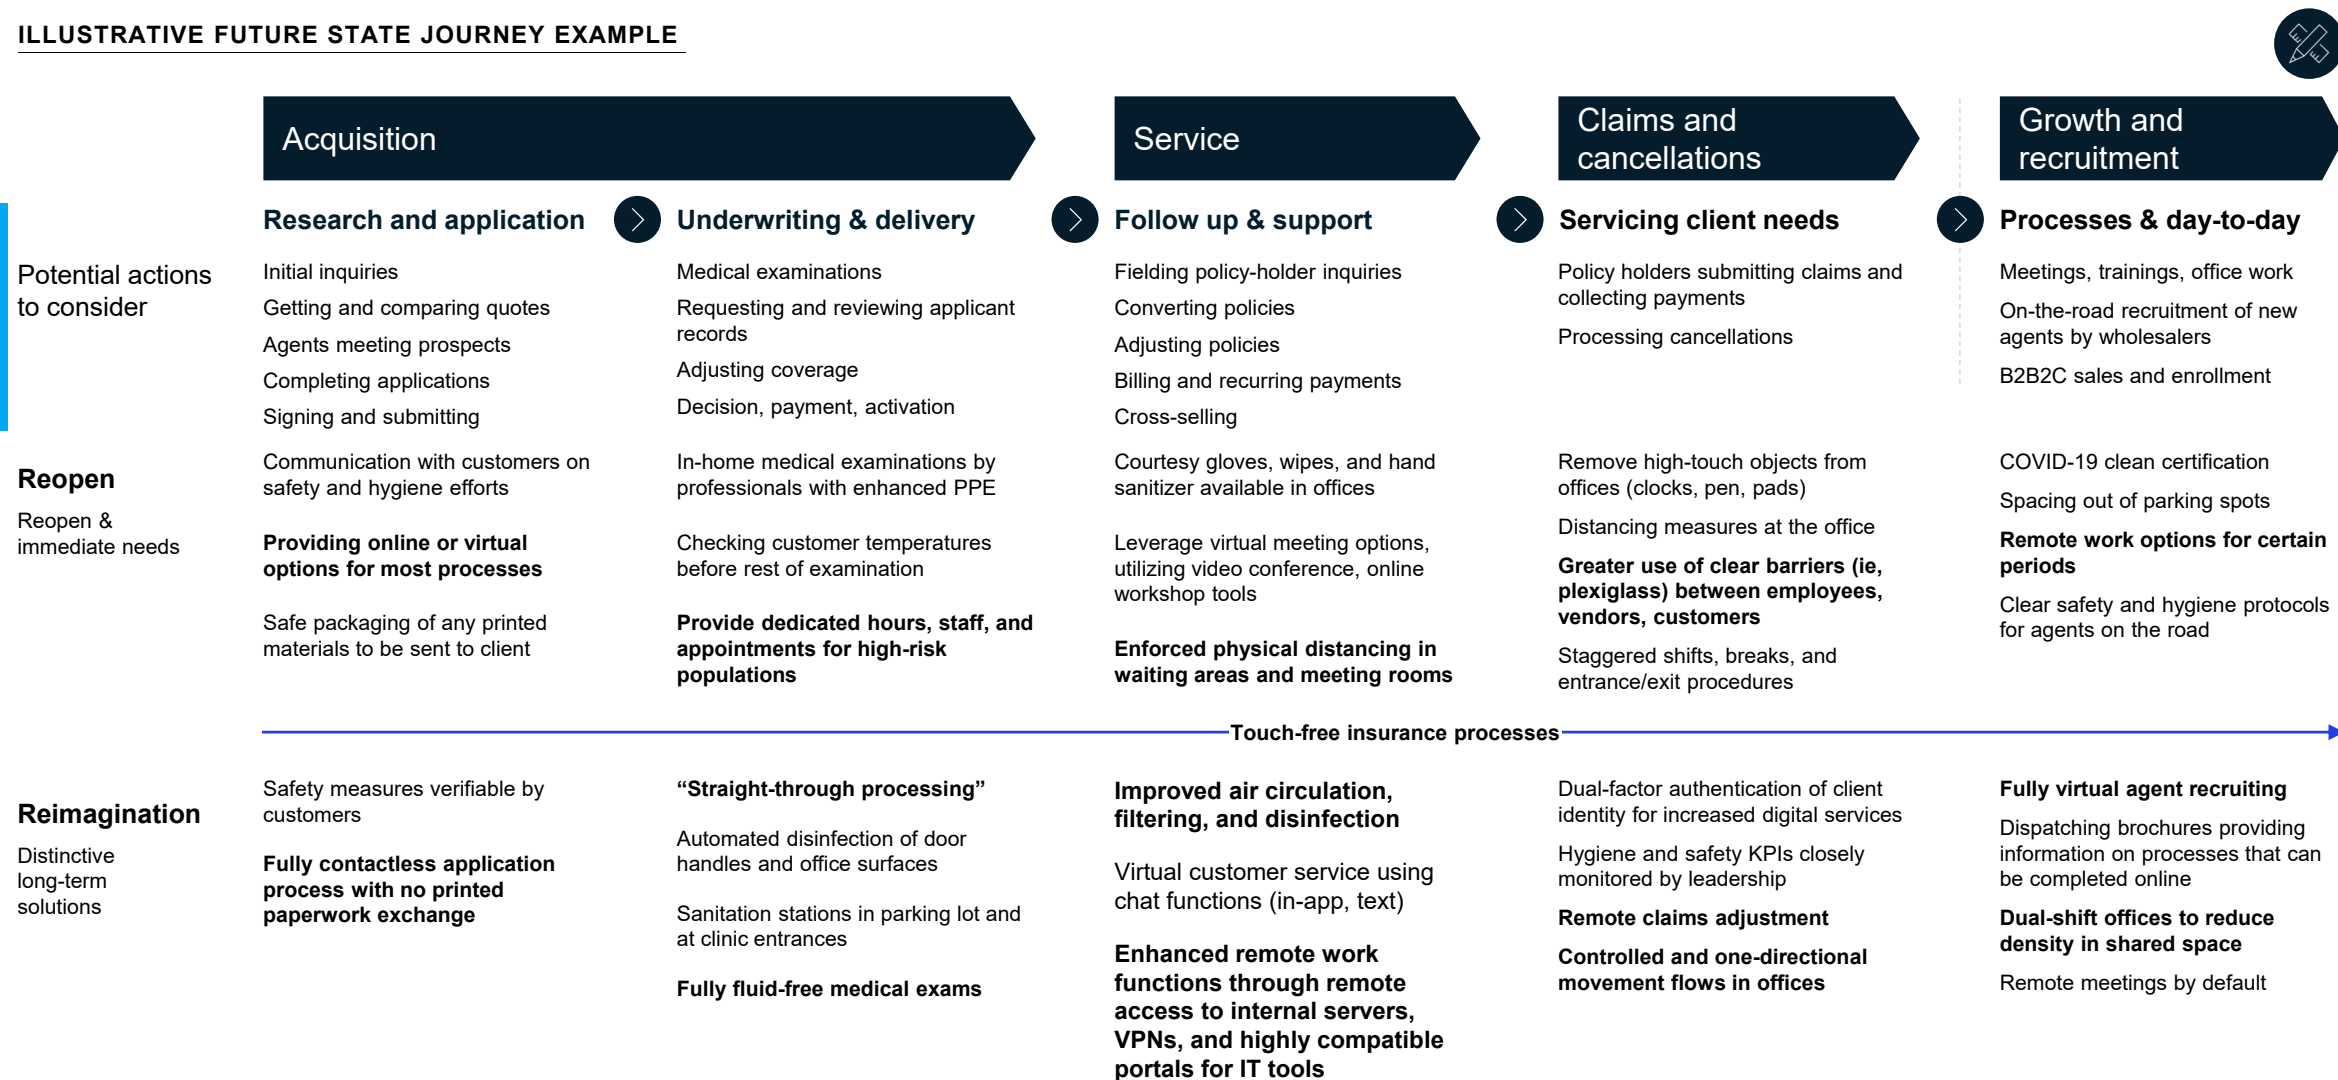 ILLUSTRATIVE FUTURE STATE JOURNEY EXAMPLE
Acquisition
Service
Claims and
cancellations
Growth and
recruitment
Potential actions
to consider
Research and application
Initial inquiries
Getting and comparing quotes
Agents meeting prospects
Completing applications
Signing and submitting
Underwriting & delivery
Medical examinations
Requesting and reviewing applicant
records
Adjusting coverage
Decision, payment, activation
Follow up & support
Fielding policy-holder inquiries
Converting policies
Adjusting policies
Billing and recurring payments
Cross-selling
Servicing client needs
Policy holders submitting claims and
collecting payments
Processing cancellations
Processes & day-to-day
Meetings, trainings, office work
On-the-road recruitment of new
agents by wholesalers
B2B2C sales and enrollment
Reopen
Reopen &
immediate needs
Communication with customers on
safety and hygiene efforts
Providing online or virtual
options for most processes
Safe packaging of any printed
materials to be sent to client
In-home medical examinations by
professionals with enhanced PPE
Checking customer temperatures
before rest of examination
Provide dedicated hours, staff, and
appointments for high-risk
populations
Courtesy gloves, wipes, and hand
sanitizer available in offices
Leverage virtual meeting options,
utilizing video conference, online
workshop tools
Enforced physical distancing in
waiting areas and meeting rooms
Remove high-touch objects from
offices (clocks, pen, pads)
Distancing measures at the office
Greater use of clear barriers (ie,
plexiglass) between employees,
vendors, customers
Staggered shifts, breaks, and
entrance/exit procedures
COVID-19 clean certification
Spacing out of parking spots
Remote work options for certain
periods
Clear safety and hygiene protocols
for agents on the road
Touch-free insurance processes
Reimagination
Distinctive
long-term
solutions
Safety measures verifiable by
customers
Fully contactless application
process with no printed
paperwork exchange
“Straight-through processing”
Automated disinfection of door
handles and office surfaces
Sanitation stations in parking lot and
at clinic entrances
Fully fluid-free medical exams
Improved air circulation,
filtering, and disinfection
Virtual customer service using
chat functions (in-app, text)
Enhanced remote work
functions through remote
access to internal servers,
VPNs, and highly compatible
portals for IT tools
Dual-factor authentication of client
identity for increased digital services
Hygiene and safety KPIs closely
monitored by leadership
Remote claims adjustment
Controlled and one-directional
movement flows in offices
Fully virtual agent recruiting
Dispatching brochures providing
information on processes that can
be completed online
Dual-shift offices to reduce
density in shared space
Remote meetings by default